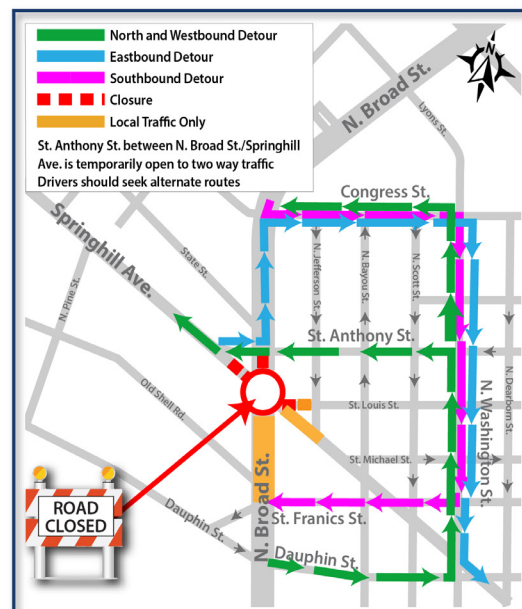 North and Westbound Detour
Eastbound Detour
Southbound Detour
Closure
Local Traffic Only
St. Anthony St. between N. Broad St./Springhill
Ave. is temporarily open to two way traffic
Drivers should seek alternate routes
N
N. Broad St.
Lyons St.
Congress St.
Springhill Ave.
State St.
N. Jefferson St.
N. Bayou St.
N. Scott St.
N. Pine St.
St. Anthony St.
N. Washington St.
N. Dearborn St.
Old Shell Rd.
St. Louis St.
St. Michael St.
ROAD
CLOSED
N. Broad St.
Dauphin St.
St. Franics St.
Dauphin St.